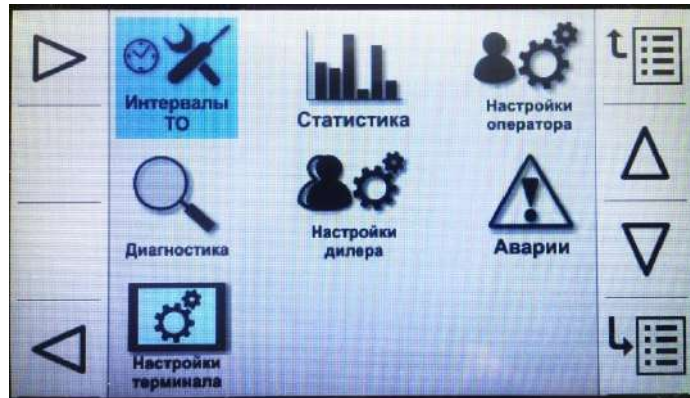 Интервалы
ТО
Статистика
Настройки
оператора
Диагностика
Настройки
дилера
Аварии
Настройки
терминала